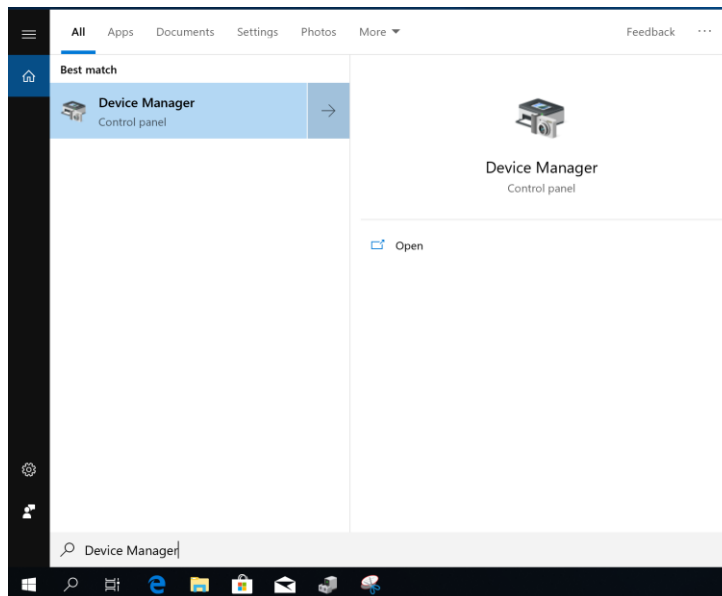 All Apps Documents Settings Photos More Feedback ...
Best match
Device Manager
Control panel
Device Manager
Control panel
Open
Device Manager